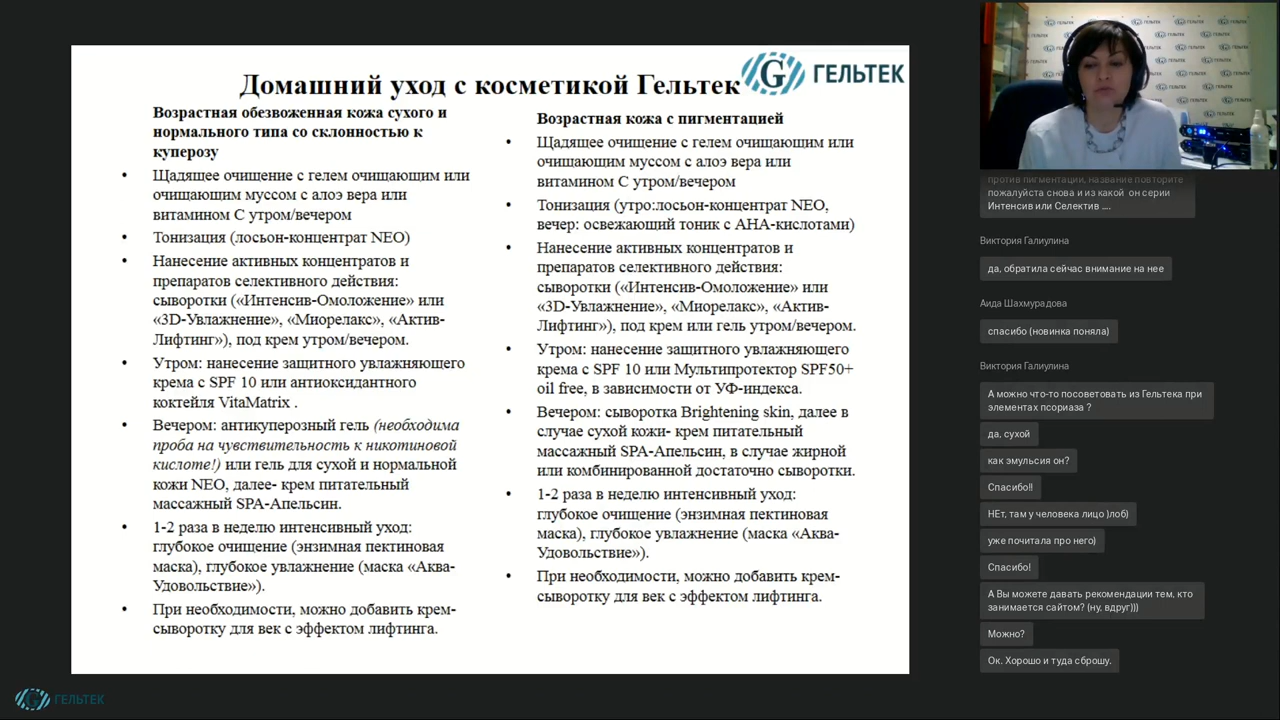 Домашний уход с косметикой Гельтек
ГЕЛЬТЕК
Возрастная обезвоженная кожа сухого и
нормального типа со склонностью к
куперозу
• Щадящее очищение с гелем очищающим или
очищающим муссом с алоэ вера или
витамином С утром/вечером
• Тонизация (лосьон-концентрат NEO)
• Нанесение активных концентратов и
препаратов селективного действия:
сыворотки («Интенсив-Омоложение» или
«3D-Увлажнение», «Миорелакс», «Актив-
Лифтинг»), под крем утром/вечером.
• Утром: нанесение защитного увлажняющего
крема с SPF 10 или антиоксидантного
коктейля VitaMatrix .
• Вечером: антикуперозный гель (необходима
проба на чувствительность к никотиновой
кислоте!) или гель для сухой и нормальной
кожи NEO, далее- крем питательный
массажный SPA-Апельсин.
• 1-2 раза в неделю интенсивный уход:
глубокое очищение (энзимная пектиновая
маска), глубокое увлажнение (маска «Аква-
Удовольствие»).
• При необходимости, можно добавить крем-
сыворотку для век с эффектом лифтинга.
Возрастная кожа с пигментацией
• Щадящее очищение с гелем очищающим или
очищающим муссом с алоэ вера или
витамином С утром/вечером
• Тонизация (утро:лосьон-концентрат NEO,
вечер: освежающий тоник с АНА-кислотами)
• Нанесение активных концентратов и
препаратов селективного действия:
сыворотки («Интенсив-Омоложение» или
«3D-Увлажнение», «Миорелакс», «Актив-
Лифтинг»), под крем или гель утром/вечером.
• Утром: нанесение защитного увлажняющего
крема с SPF 10 или Мультипротектор SPF50+
oil free, в зависимости от УФ-индекса.
• Вечером: сыворотка Brightening skin, далее в
случае сухой кожи- крем питательный
массажный SPA-Апельсин, в случае жирной
или комбинированной достаточно сыворотки.
• 1-2 раза в неделю интенсивный уход:
глубокое очищение (энзимная пектиновая
маска), глубокое увлажнение (маска «Аква-
Удовольствие»).
• При необходимости, можно добавить крем-
сыворотку для век с эффектом лифтинга.
против пигментации, название повторите
пожалуйста снова и из какой он серии
Интенсив или Селектив ....
Виктория Галиулина
да, обратила сейчас внимание на нее
Аида Шахмурадова
спасибо (новинка поняла)
Виктория Галиулина
А можно что-то посоветовать из Гельтека при
элементах псориаза ?
да, сухой
как эмульсия он?
Спасибо!!
НЕт, там у человека лицо )лоб)
уже почитала про него)
Спасибо!
А Вы можете давать рекомендации тем, кто
занимается сайтом? (ну, вдруг)))
Можно?
Ок. Хорошо и туда сброшу.
ГЕЛЬТЕК